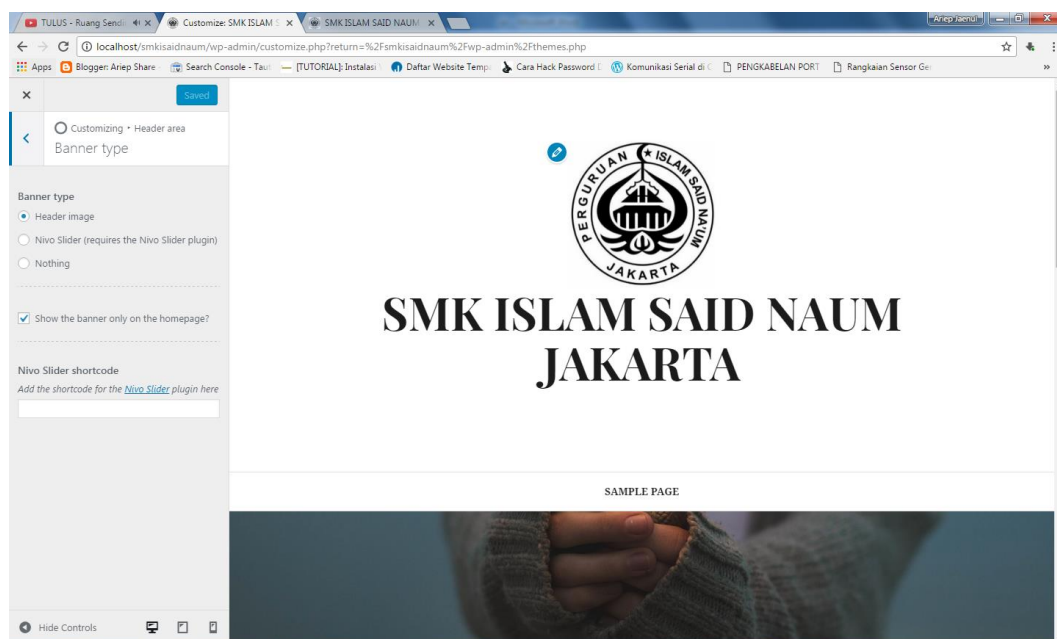 TULUS - Ruang Sendi
Customize: SMK ISLAM S
SMK ISLAM SAID NAUM
Ariep Jaenul
localhost/smkisaidnaum/wp-admin/customize.php?return=%2Fsmkisaidnaum%2Fwp-admin%2Fthemes.php
Apps Blogger: Ariep Share Search Console - Taut [TUTORIAL]: Instalasi Daftar Website Temp Cara Hack Password Komunikasi Serial di PENGKABELAN PORT Rangkaian Sensor Ge
Saved
Customizing • Header area
Banner type
Banner type
Header image
Nivo Slider (requires the Nivo Slider plugin)
Nothing
Show the banner only on the homepage?
Nivo Slider shortcode
Add the shortcode for the Nivo Slider plugin here
Hide Controls
PERGURUAN ISLAM SAID NA'UM
JAKARTA
SMK ISLAM SAID NAUM
JAKARTA
SAMPLE PAGE